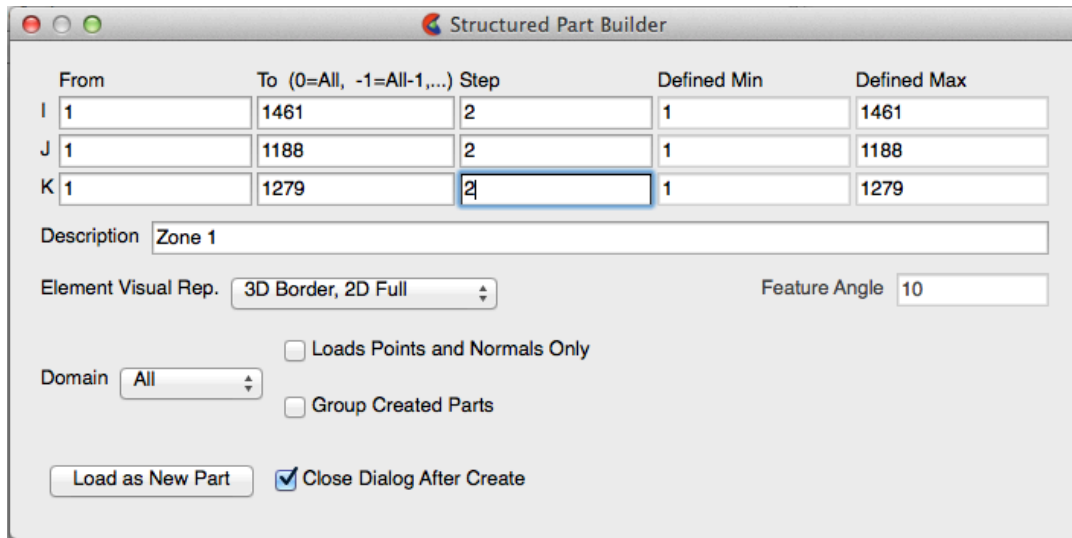 Structured Part Builder
From To (0=All, -1=All-1,...) Step Defined Min Defined Max
I 1 1461 2 1 1461
J 1 1188 2 1 1188
K 1 1279 2 1 1279
Description Zone 1
Element Visual Rep. 3D Border, 2D Full Feature Angle 10
Loads Points and Normals Only
Domain All
Group Created Parts
Load as New Part Close Dialog After Create